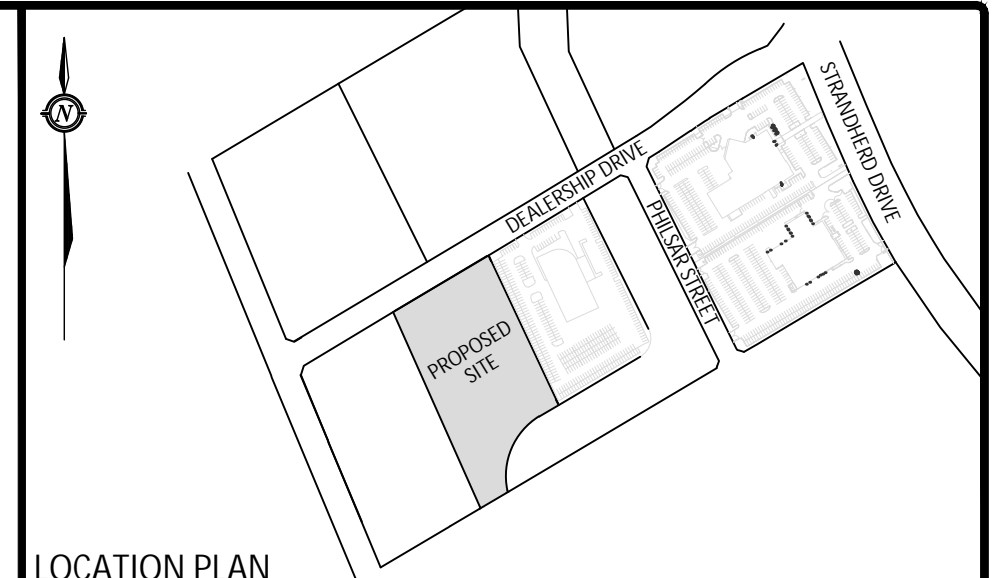 N
STRANDHERD DRIVE
DEALERSHIP DRIVE
PHILSAR STREET
PROPOSED
SITE
LOCATION PLAN